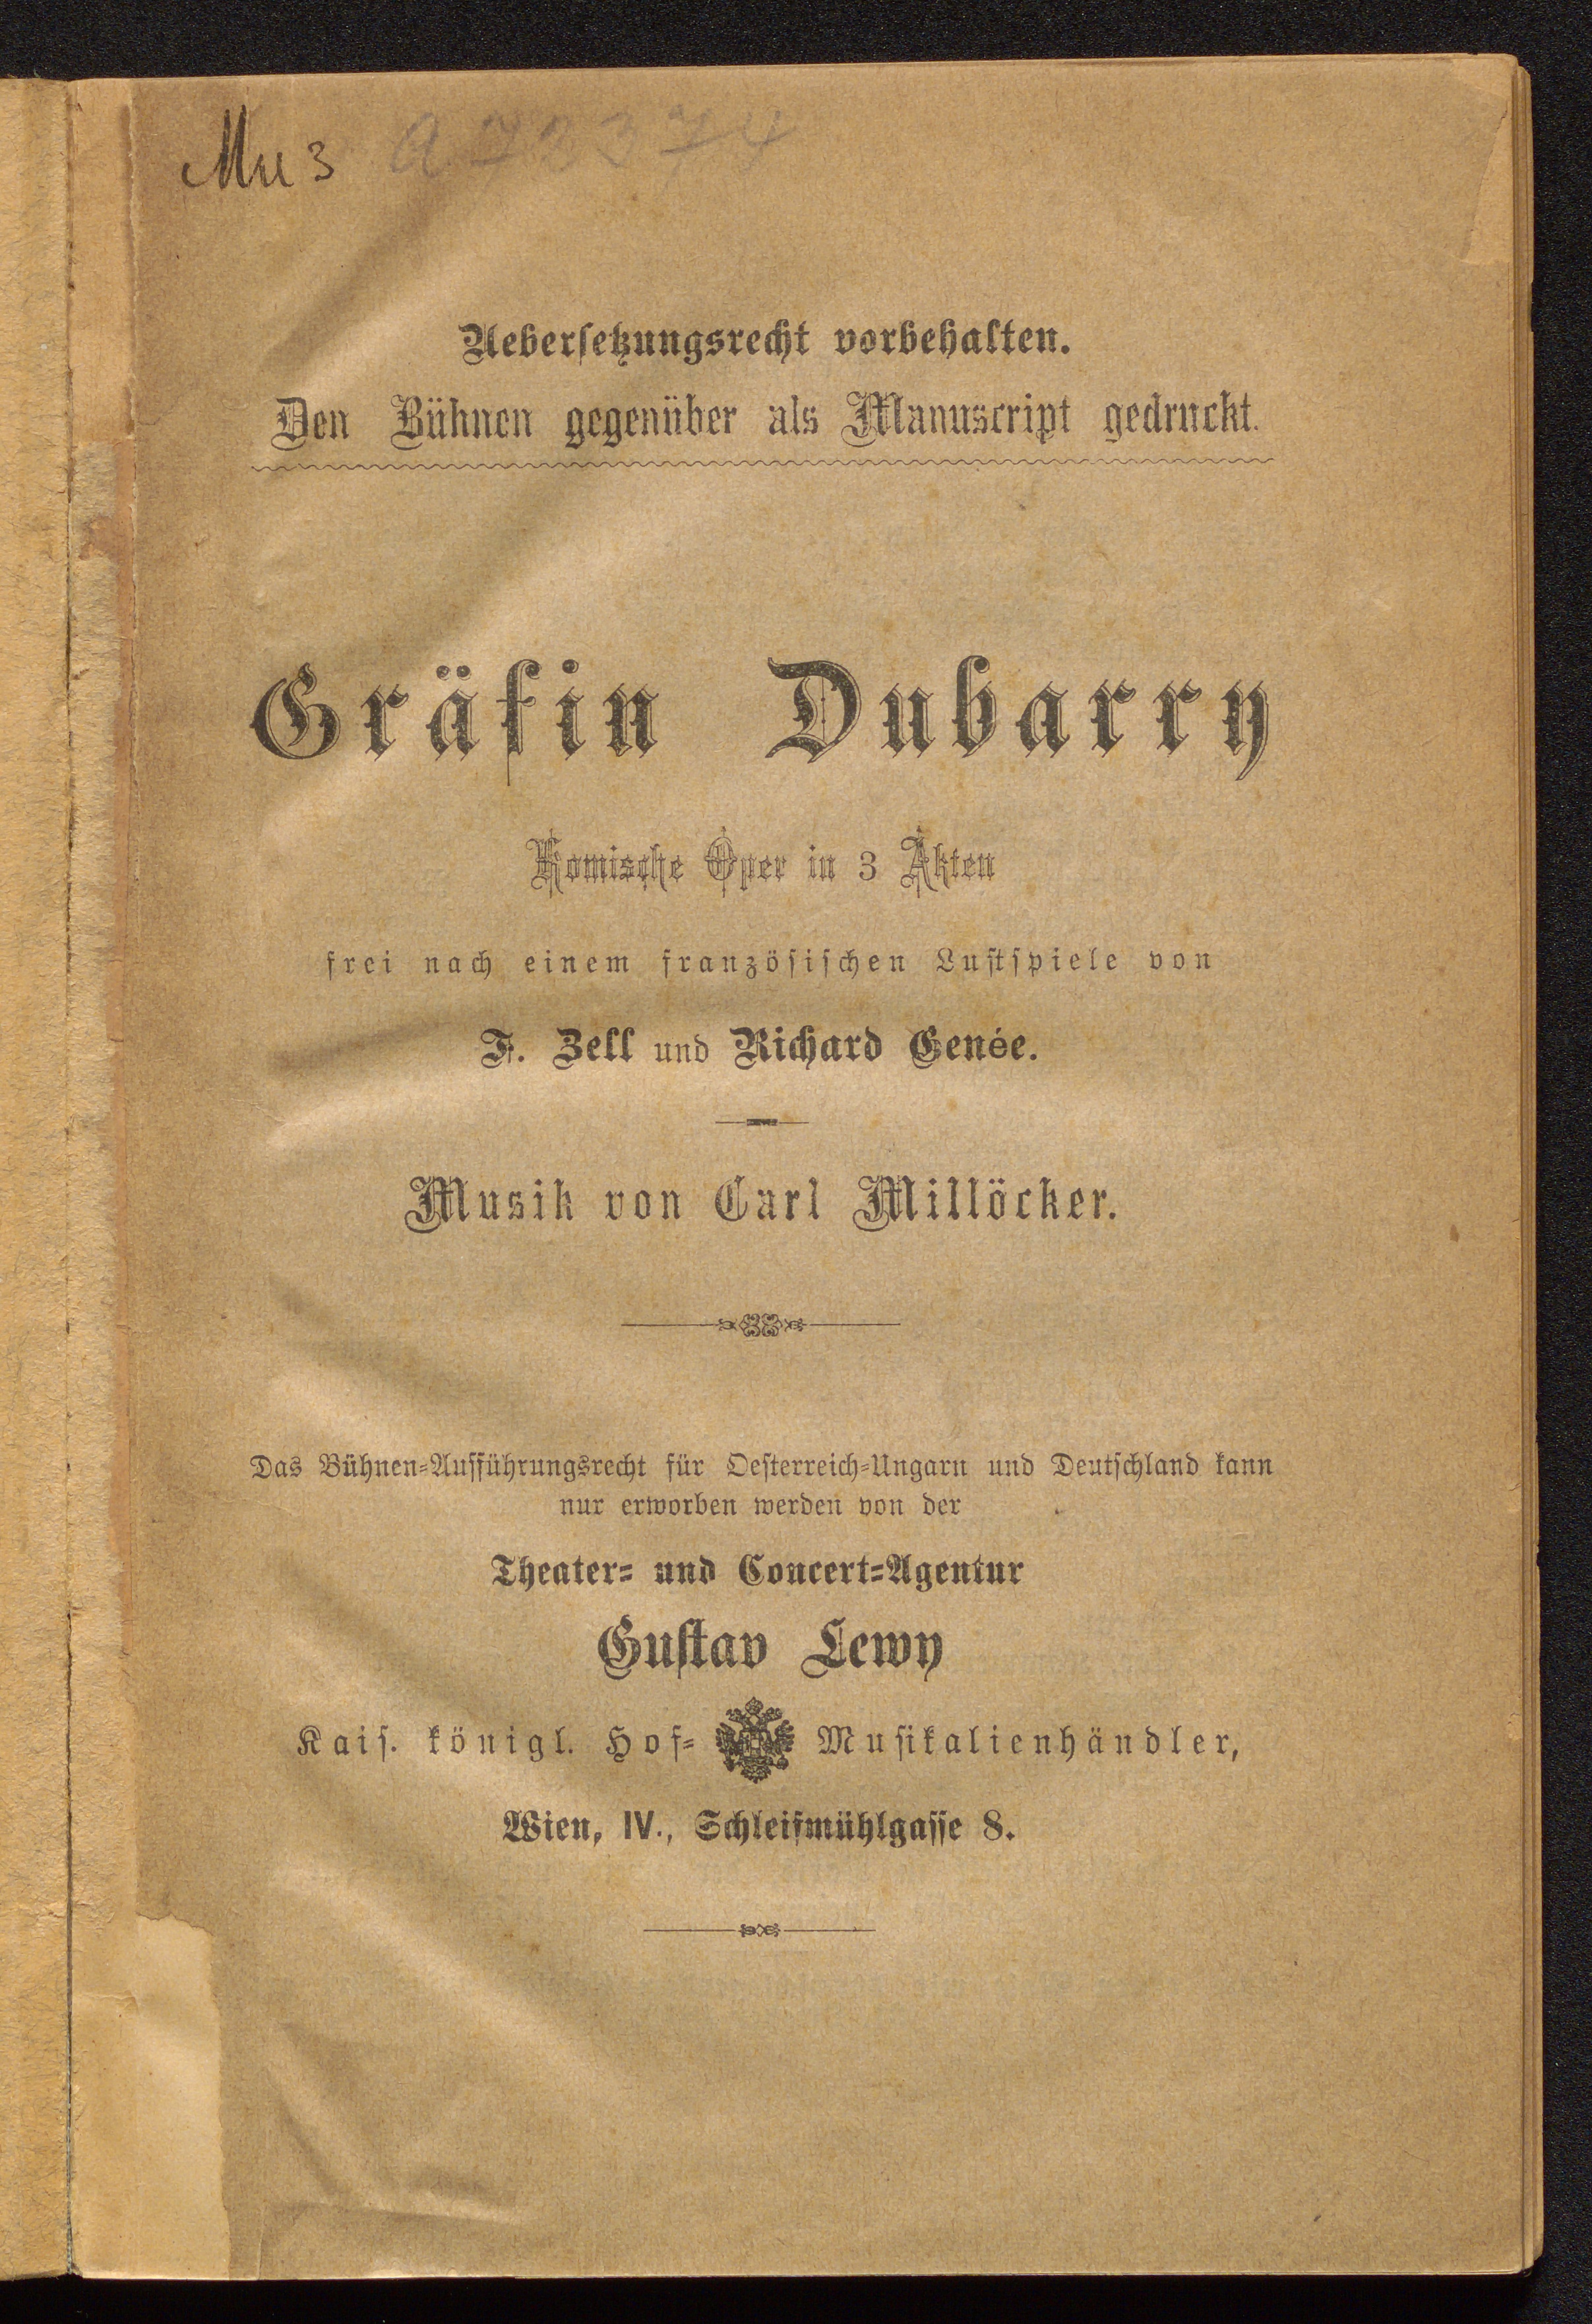 Mus A 73374
Uebersetzungsrecht vorbehalten.
Den Bühnen gegenüber als Manuscript gedruckt.
Gräfin Dubarry
Komische Oper in 3 Akten
frei nach einem französischen Lustspiele von
F. Zell und Richard Genée.
Musik von Carl Millöcker.
Das Bühnen-Aufführungsrecht für Oesterreich-Ungarn und Deutschland kann
nur erworben werden von der
Theater- und Concert-Agentur
Gustav Lewy
Kais. königl. Hof- Musikalienhändler,
Wien, IV., Schleifmühlgasse 8.